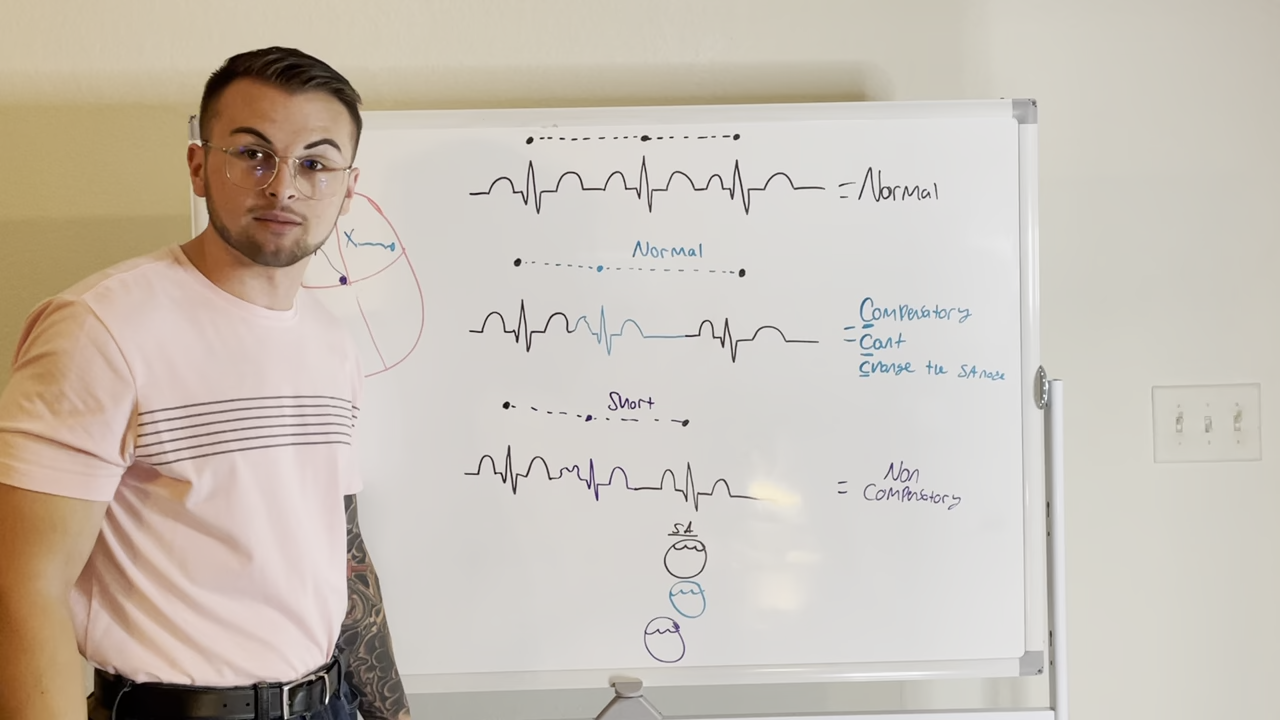 X
= Normal
Normal
= Compensatory
Cant
Change the SA node
Short
= Non
Compensatory
SA